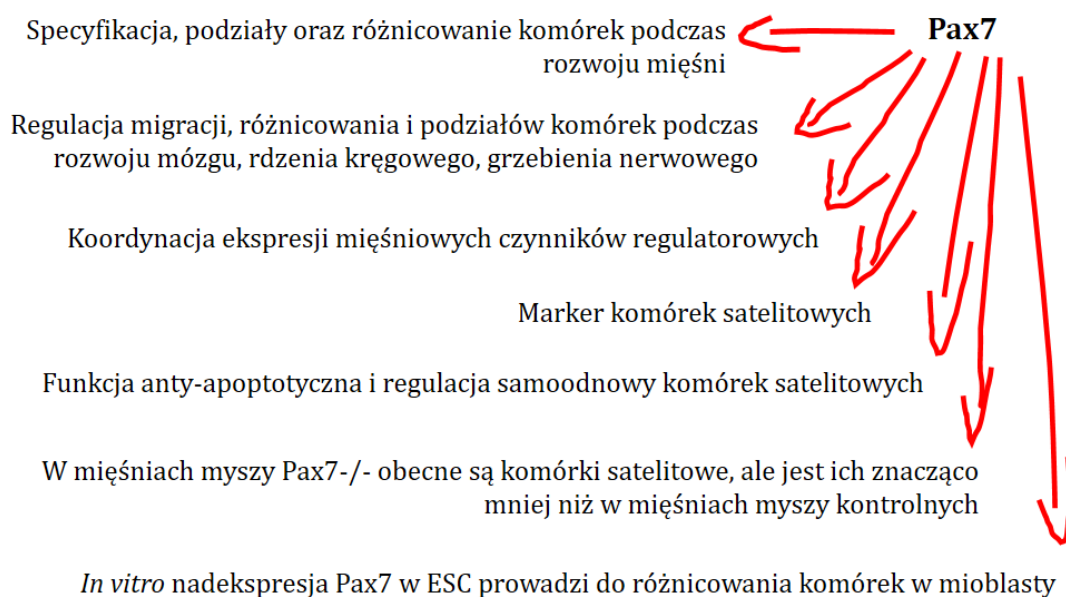 Specyfikacja, podziały oraz różnicowanie komórek podczas
rozwoju mięśni
Pax7
Regulacja migracji, różnicowania i podziałów komórek podczas
rozwoju mózgu, rdzenia kręgowego, grzebienia nerwowego
Koordynacja ekspresji mięśniowych czynników regulatorowych
Marker komórek satelitowych
Funkcja anty-apoptotyczna i regulacja samoodnowy komórek satelitowych
W mięśniach myszy Pax7-/- obecne są komórki satelitowe, ale jest ich znacząco
mniej niż w mięśniach myszy kontrolnych
In vitro nadekspresja Pax7 w ESC prowadzi do różnicowania komórek w mioblasty